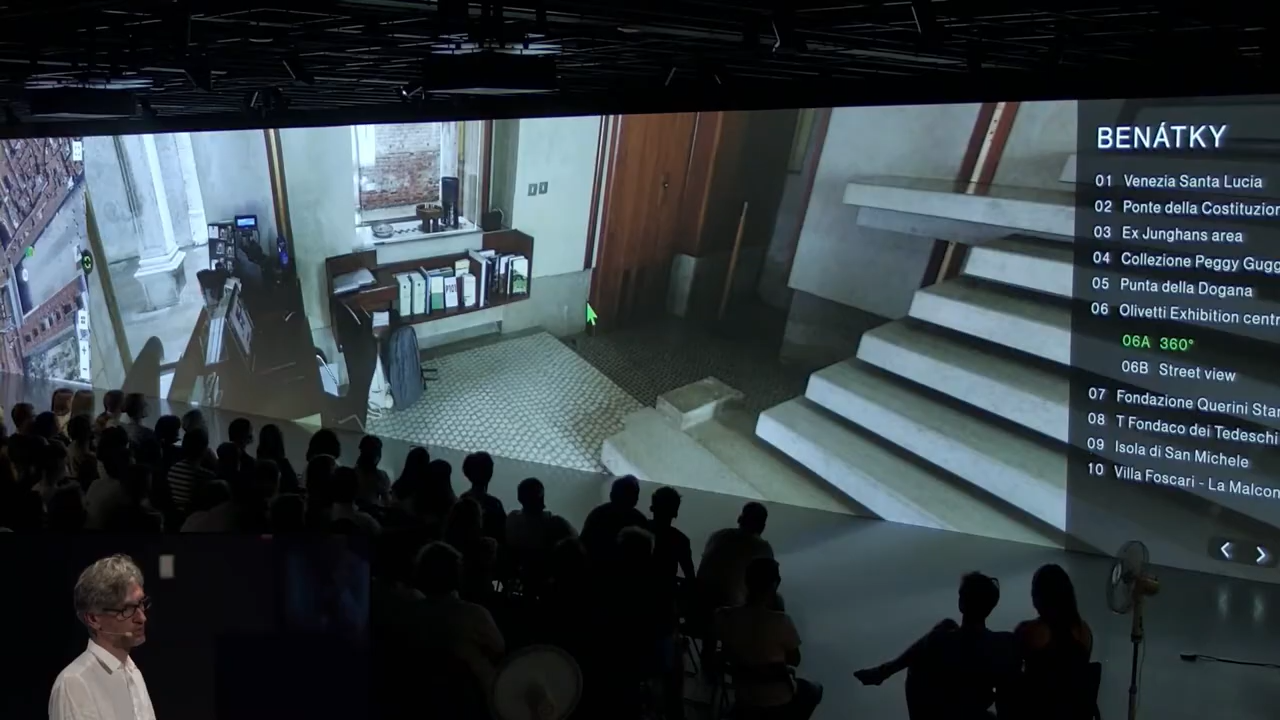 BENÁTKY
01 Venezia Santa Lucia
02 Ponte della Costituzion
03 Ex Junghans area
04 Collezione Peggy Gugg
05 Punta della Dogana
06 Olivetti Exhibition centr
06A 360°
06B Street view
07 Fondazione Querini Star
08 T Fondaco dei Tedeschi
09 Isola di San Michele
10 Villa Foscari - La Malcon